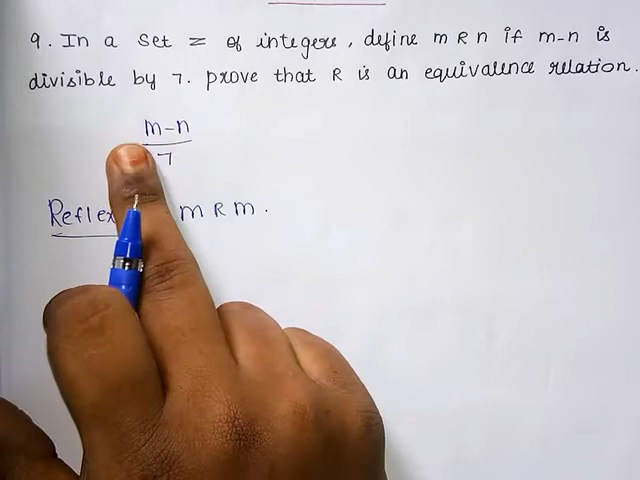 9. In a set z of integers, define m R n if m-n is
divisible by 7. prove that R is an equivalence relation.
m-n
7
m R m.